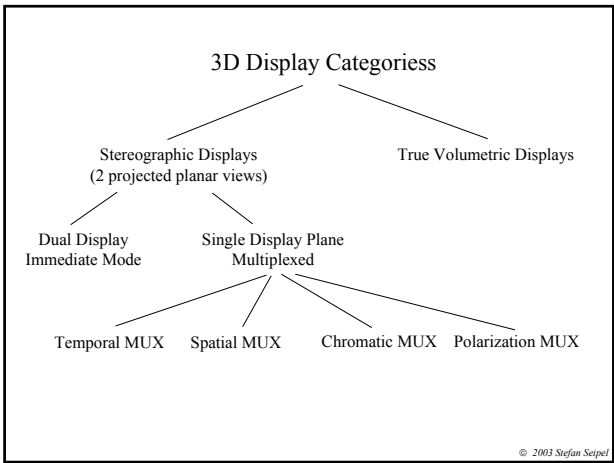 3D Display Categoriess
Stereographic Displays
(2 projected planar views)
True Volumetric Displays
Dual Display
Immediate Mode
Single Display Plane
Multiplexed
Temporal MUX
Spatial MUX
Chromatic MUX
Polarization MUX
© 2003 Stefan Seipel